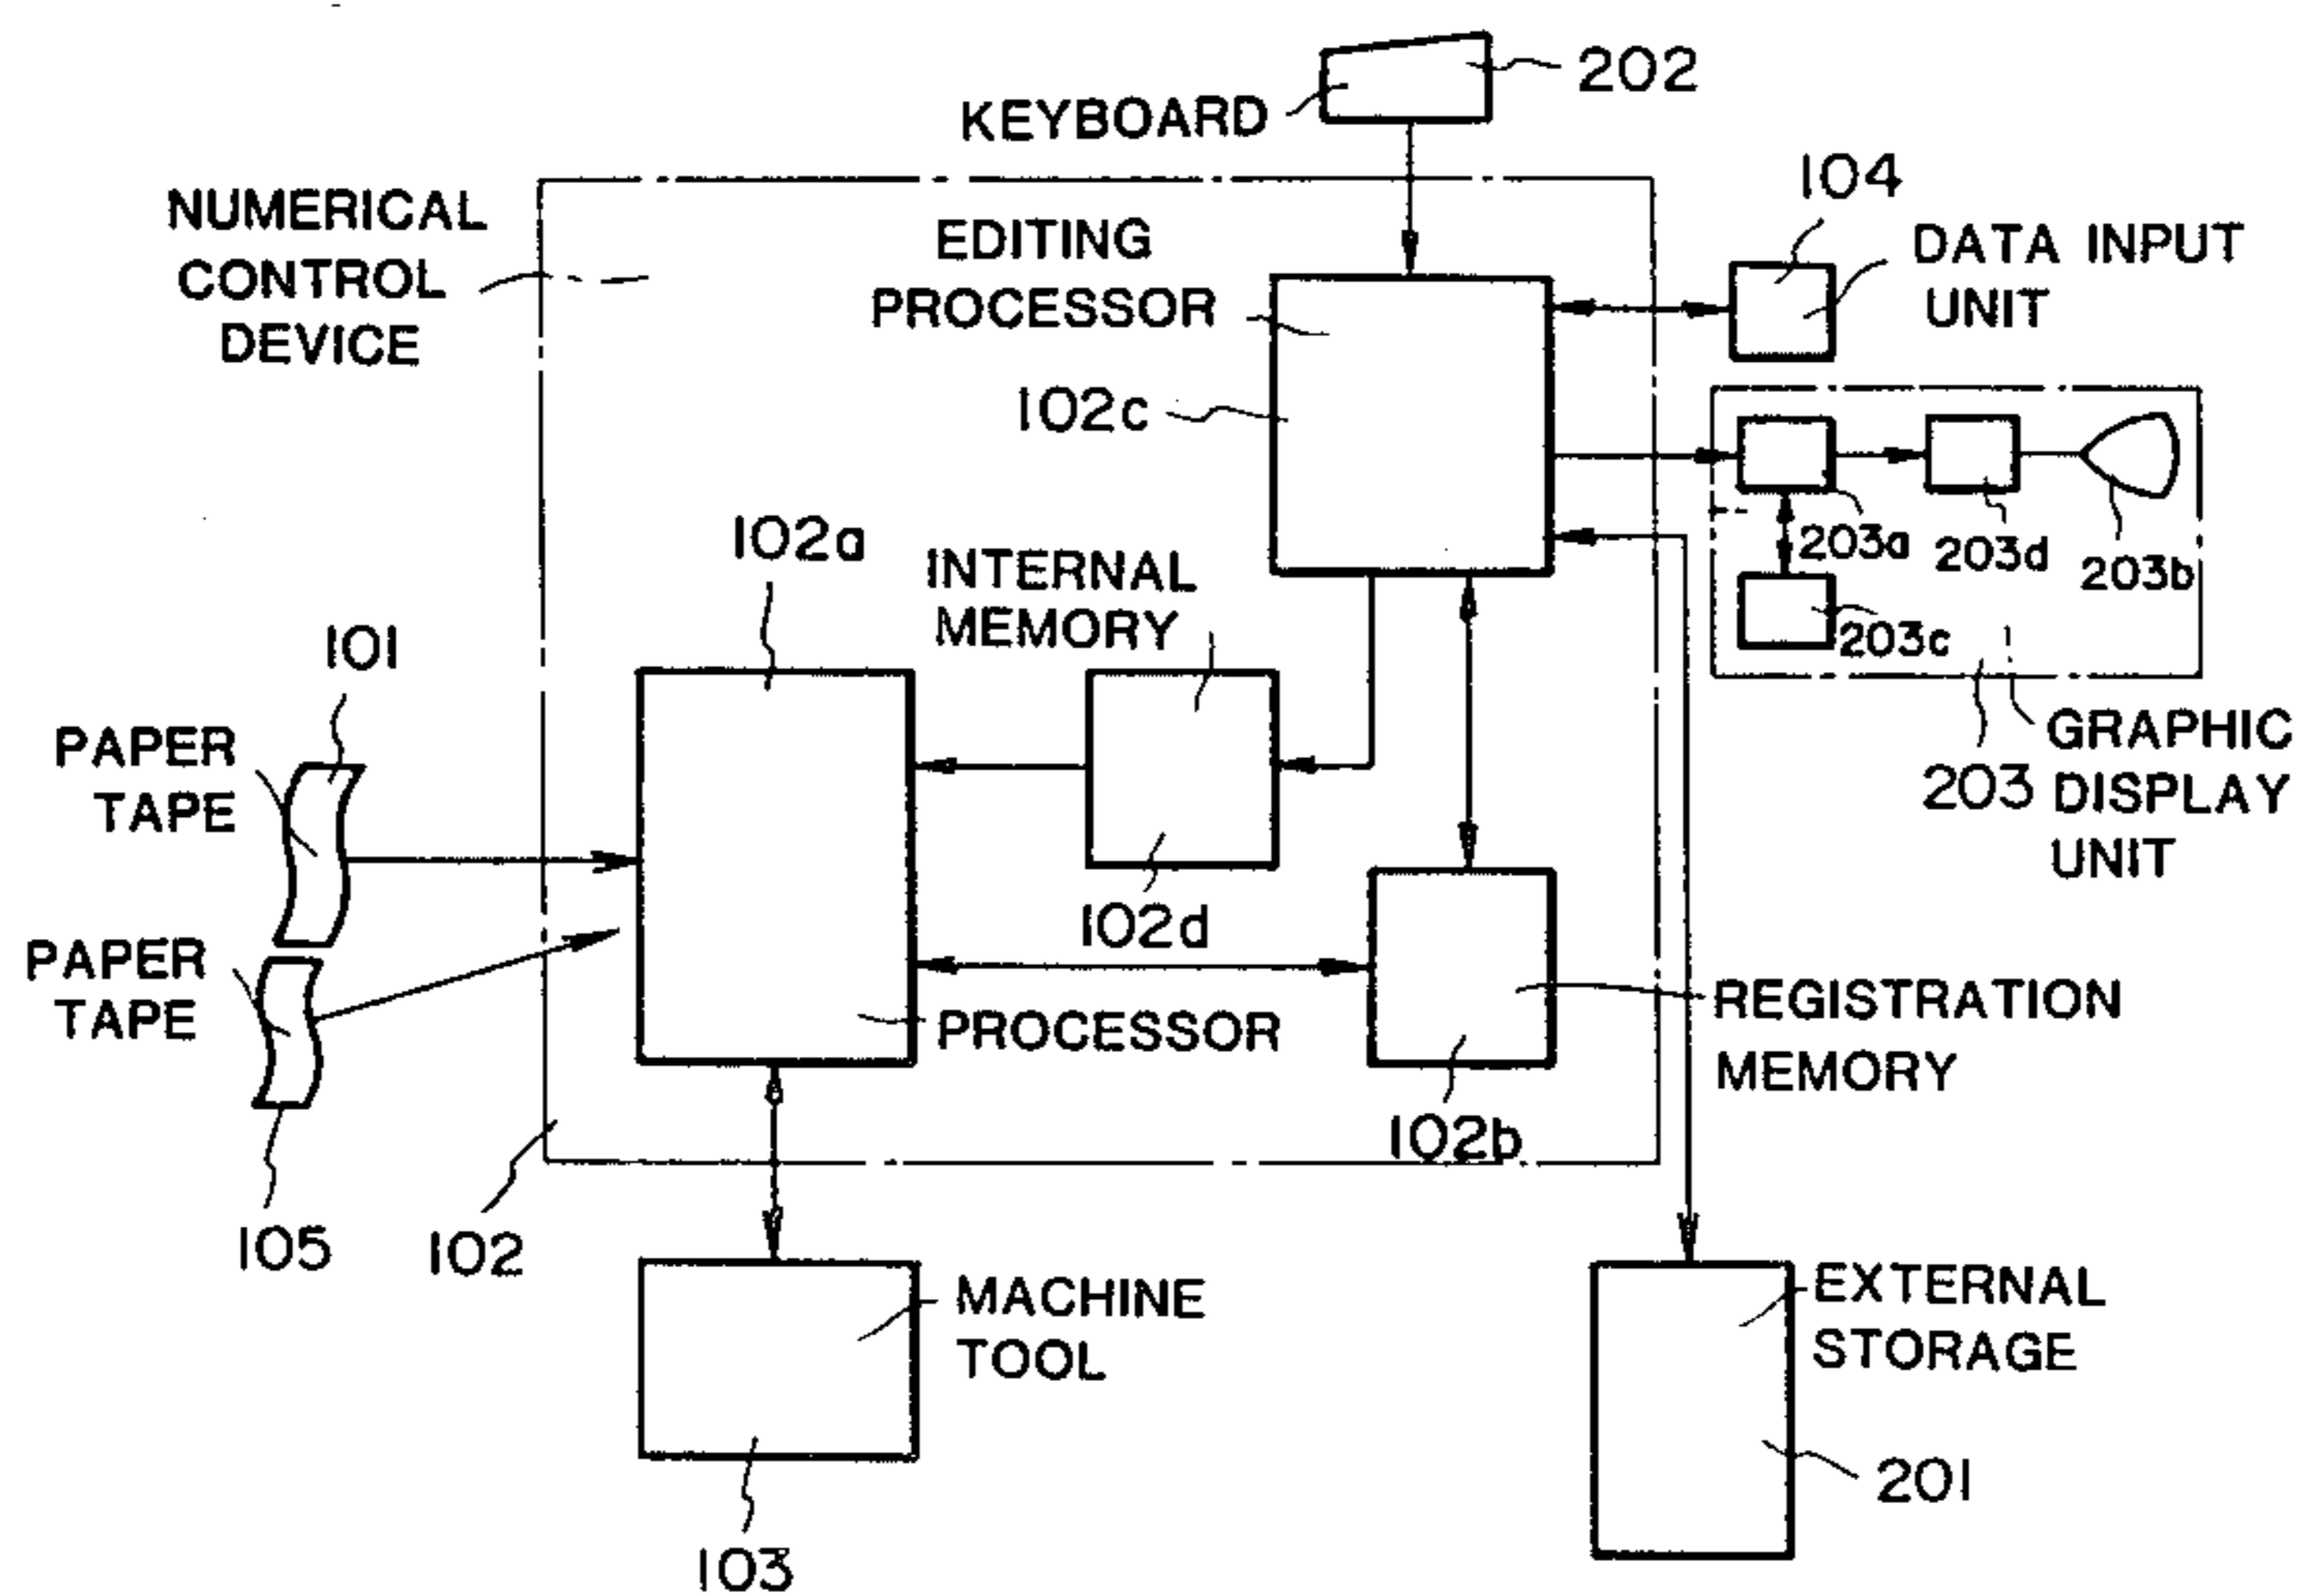 202
KEYBOARD
104
NUMERICAL
CONTROL
DEVICE
EDITING
PROCESSOR
DATA INPUT
UNIT
102c
102a
INTERNAL
MEMORY
203a
203d
203b
203c
101
PAPER
TAPE
GRAPHIC
203 DISPLAY
UNIT
102d
PAPER
TAPE
PROCESSOR
REGISTRATION
MEMORY
102b
105
102
MACHINE
TOOL
EXTERNAL
STORAGE
201
103